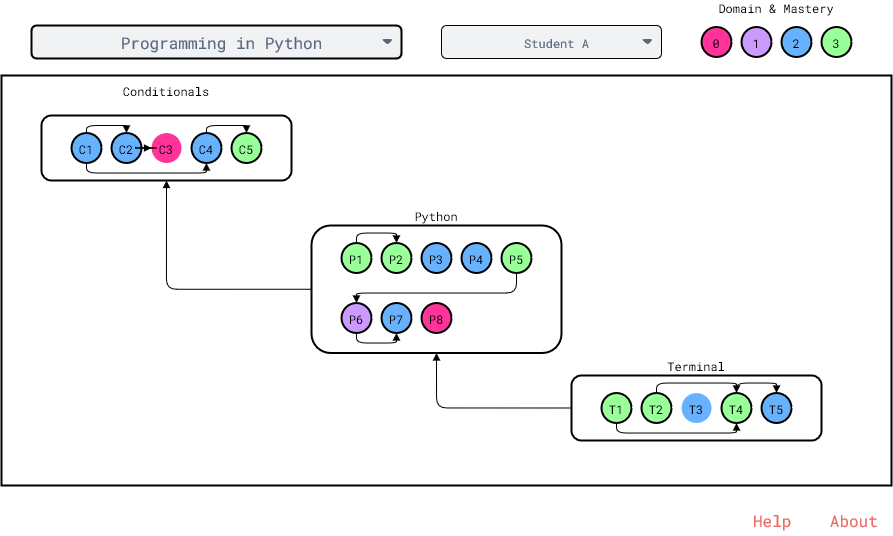 Domain & Mastery
Programming in Python
Student A
0 1 2 3
Conditionals
C1 C2 C3 C4 C5
Python
P1 P2 P3 P4 P5
P6 P7 P8
Terminal
T1 T2 T3 T4 T5
Help About